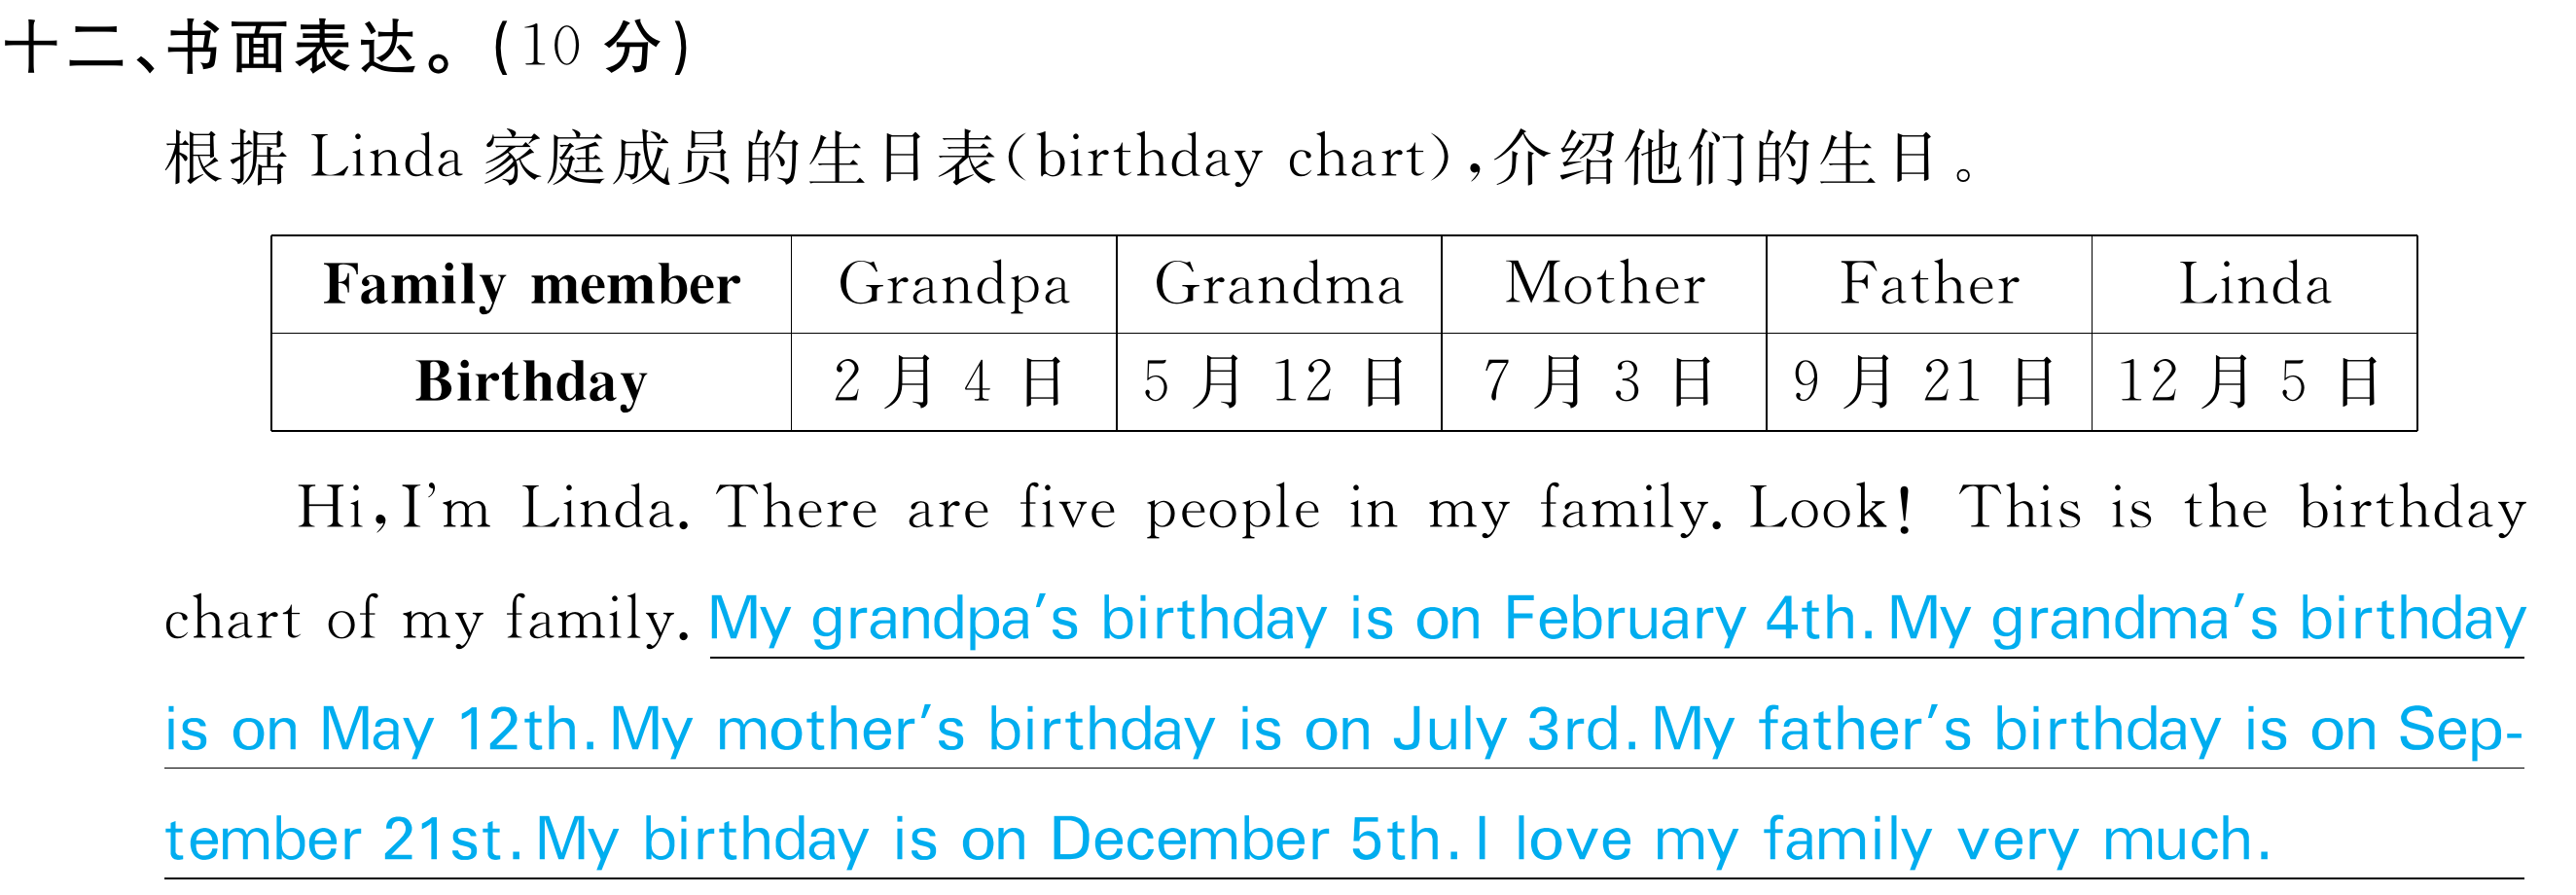 十二、书面表达。(10 分)
根据 Linda 家庭成员的生日表(birthday chart),介绍他们的生日。
Family member Grandpa Grandma Mother Father Linda
Birthday 2 月 4 日 5 月 12 日 7 月 3 日 9 月 21 日 12 月 5 日
Hi,I'm Linda. There are five people in my family. Look! This is the birthday
chart of my family. My grandpa's birthday is on February 4th. My grandma's birthday
is on May 12th. My mother's birthday is on July 3rd. My father's birthday is on Sep-
tember 21st. My birthday is on December 5th. I love my family very much.